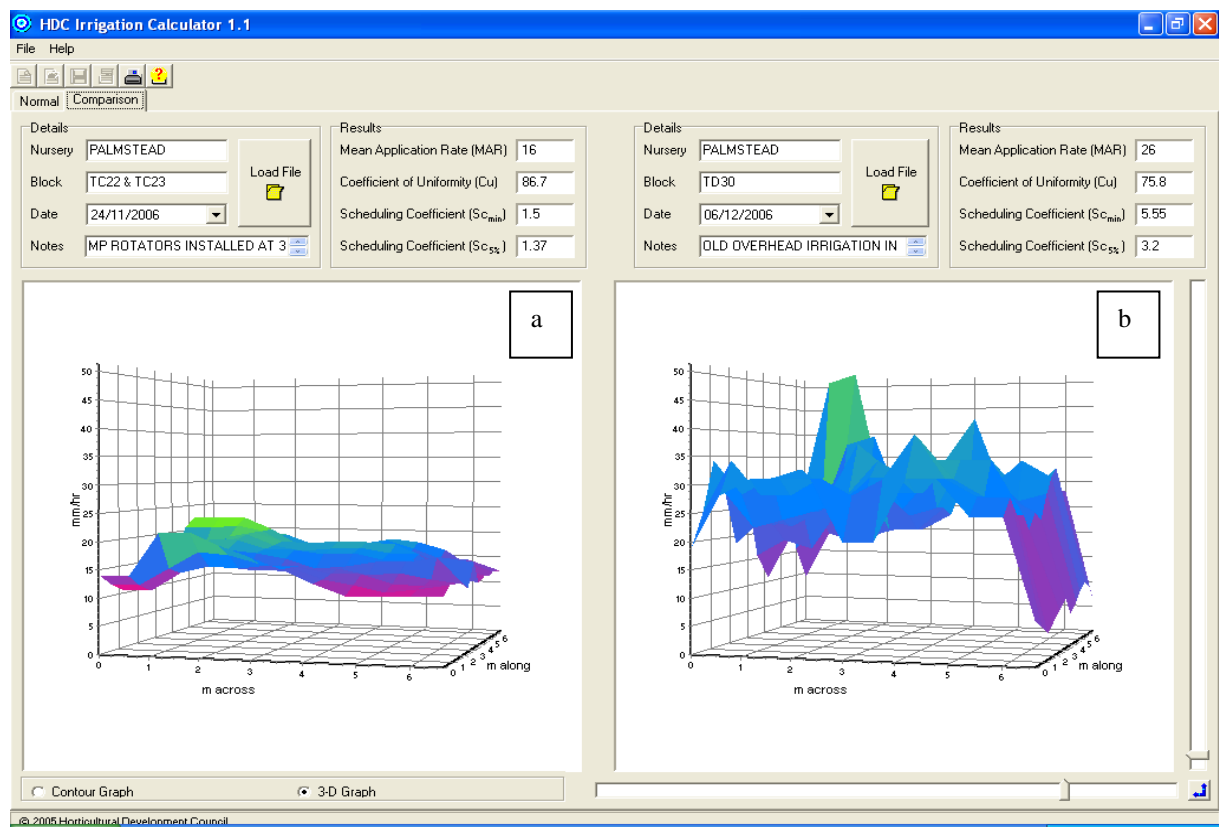 HDC Irrigation Calculator 1.1
File Help
Normal Comparison
Details
Nursery PALMSTEAD
Block TC22 & TC23
Date 24/11/2006
Notes MP ROTATORS INSTALLED AT 3
Load File
Results
Mean Application Rate (MAR) 16
Coefficient of Uniformity (Cu) 86.7
Scheduling Coefficient (Scmin) 1.5
Scheduling Coefficient (Sc5%) 1.37
Details
Nursery PALMSTEAD
Block TD30
Date 06/12/2006
Notes OLD OVERHEAD IRRIGATION IN
Load File
Results
Mean Application Rate (MAR) 26
Coefficient of Uniformity (Cu) 75.8
Scheduling Coefficient (Scmin) 5.55
Scheduling Coefficient (Sc5%) 3.2
a
50
45
40
35
30
25
20
15
10
5
0
mm/hr
0 1 2 3 4 5 6
m across
0 1 2 3 4 5 6
m along
b
50
45
40
35
30
25
20
15
10
5
0
mm/hr
0 1 2 3 4 5 6
m across
0 1 2 3 4 5 6
m along
Contour Graph 3-D Graph
© 2005 Horticultural Development Council